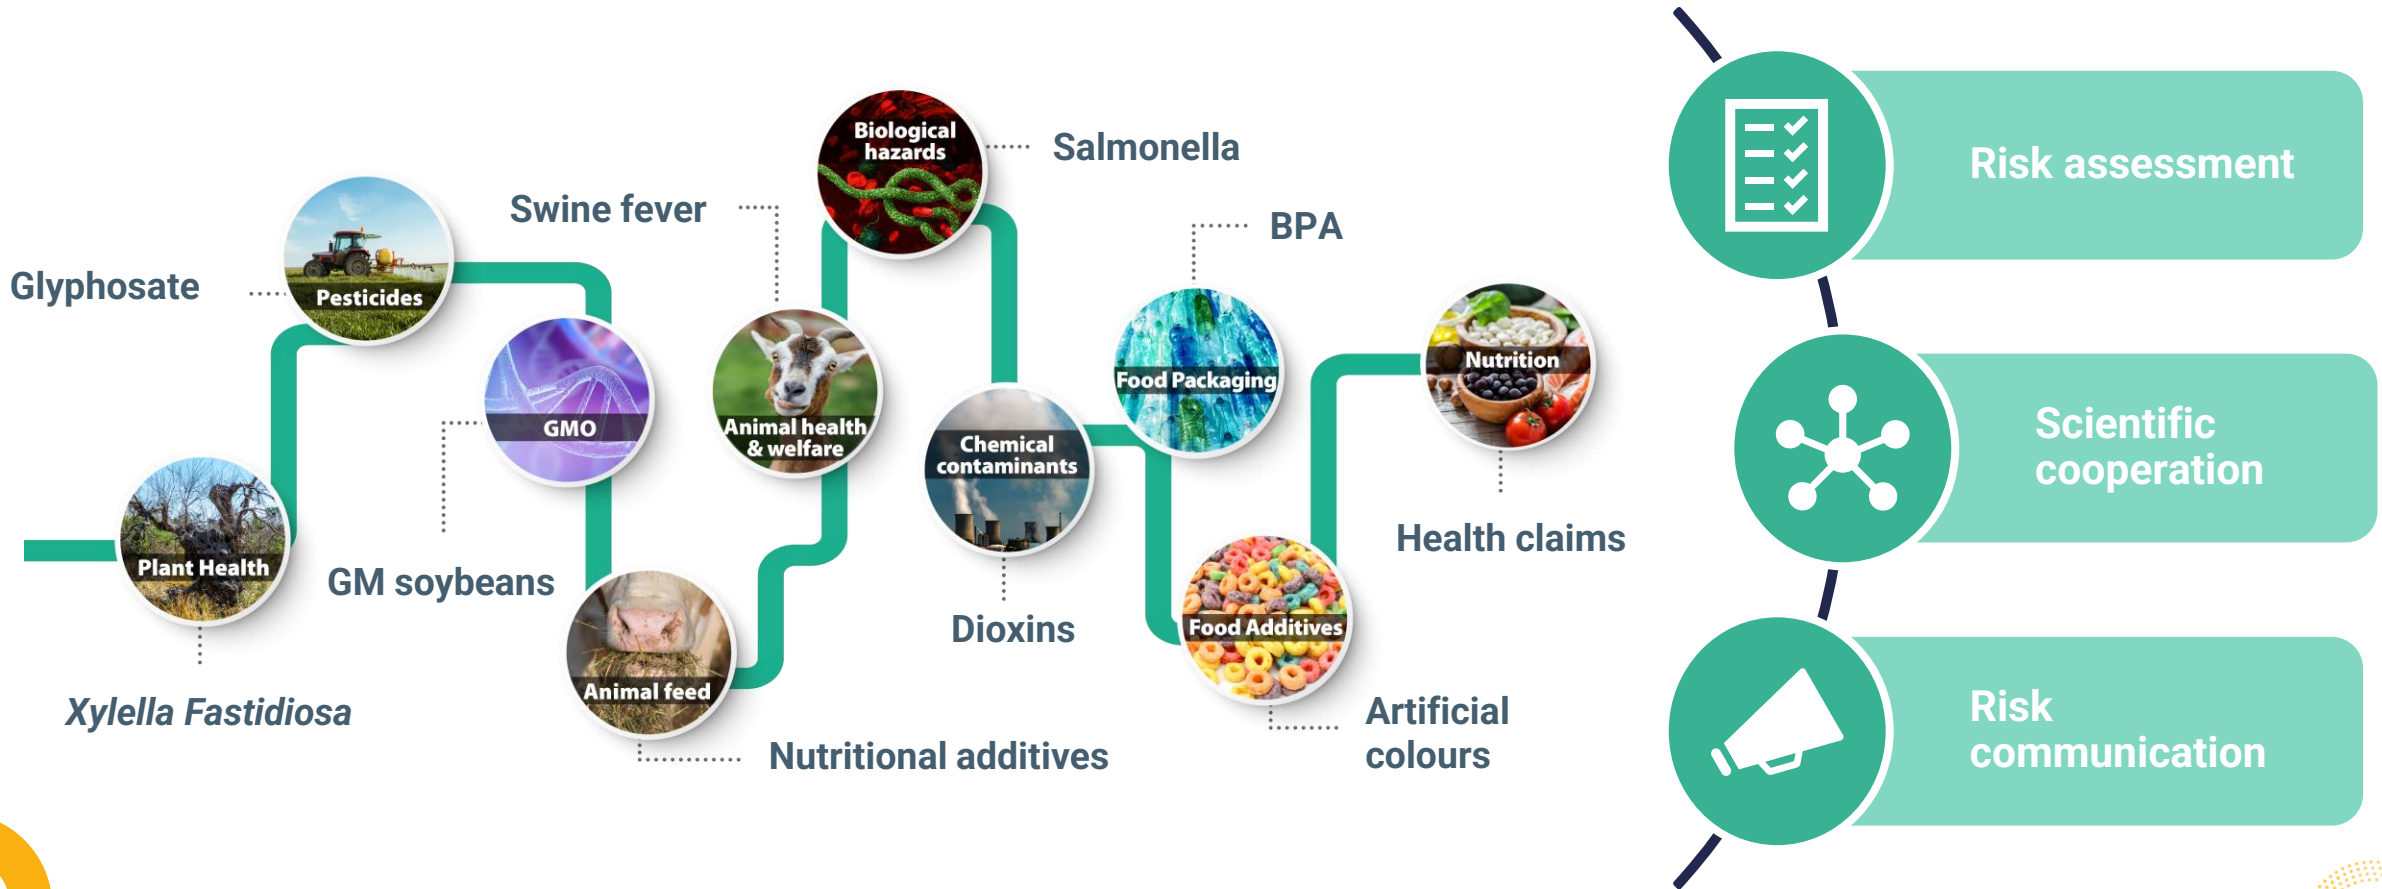 Biological
hazards
Salmonella
Risk assessment
Swine fever
BPA
Glyphosate
Pesticides
Nutrition
Food Packaging
GMO
Animal health
& welfare
Chemical
contaminants
Scientific
cooperation
Health claims
Plant Health
GM soybeans
Dioxins
Food Additives
Animal feed
Xylella Fastidiosa
Nutritional additives
Artificial
colours
Risk
communication